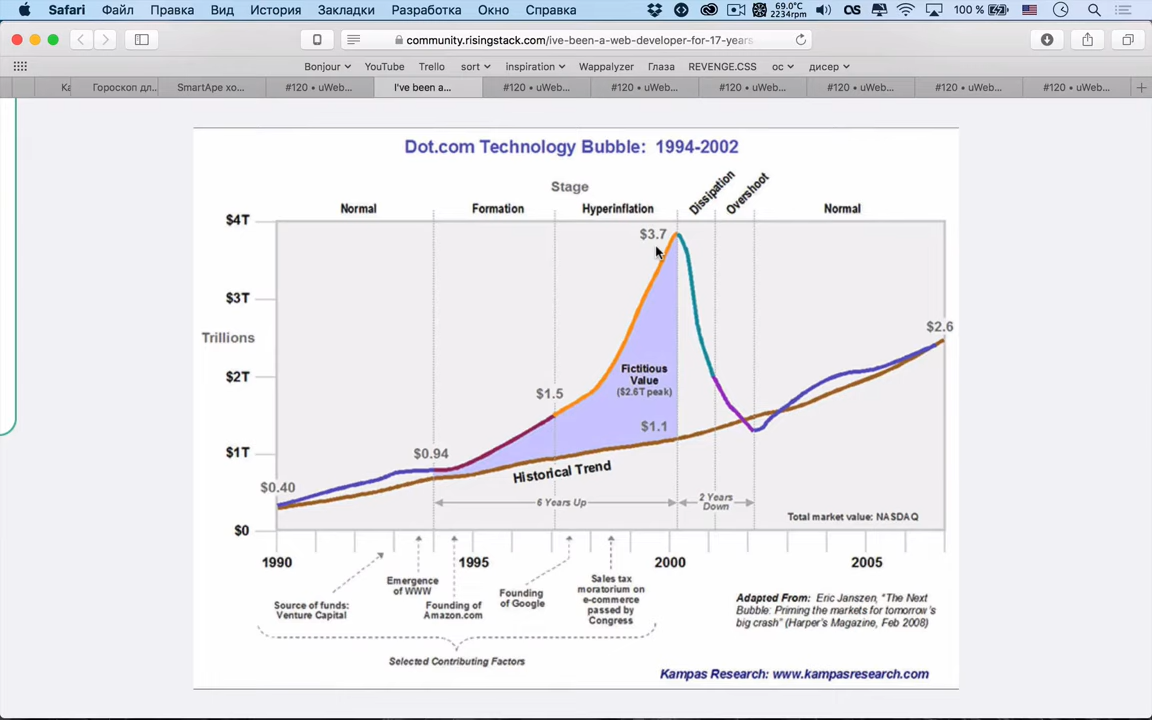 Safari Файл Правка Вид История Закладки Разработка Окно Справка 69.0°C 2234rpm 100 %
community.risingstack.com/ive-been-a-web-developer-for-17-years
Bonjour YouTube Trello sort inspiration Wappalyzer Глаза REVENGE.CSS ос дисер
Ка Гороскоп дл... SmartApe хо... #120 • uWeb... I've been a... #120 • uWeb... #120 • uWeb... #120 • uWeb... #120 • uWeb... #120 • uWeb... #120 • uWeb...
Dot.com Technology Bubble: 1994-2002
Stage
Normal Formation Hyperinflation Dissipation Overshoot Normal
$4T
$3.7
$3T
$2.6
Trillions
$2T
Fictitious
Value
($2.6T peak)
$1.5
$1.1
$1T
$0.94
Historical Trend
$0.40
6 Years Up
2 Years
Down
Total market value: NASDAQ
$0
1990 1995 2000 2005
Source of funds:
Venture Capital
Emergence
of WWW
Founding of
Amazon.com
Founding
of Google
Sales tax
moratorium on
e-commerce
passed by
Congress
Selected Contributing Factors
Adapted From: Eric Janszen, "The Next
Bubble: Priming the markets for tomorrow's
big crash" (Harper's Magazine, Feb 2008)
Kampas Research: www.kampasresearch.com